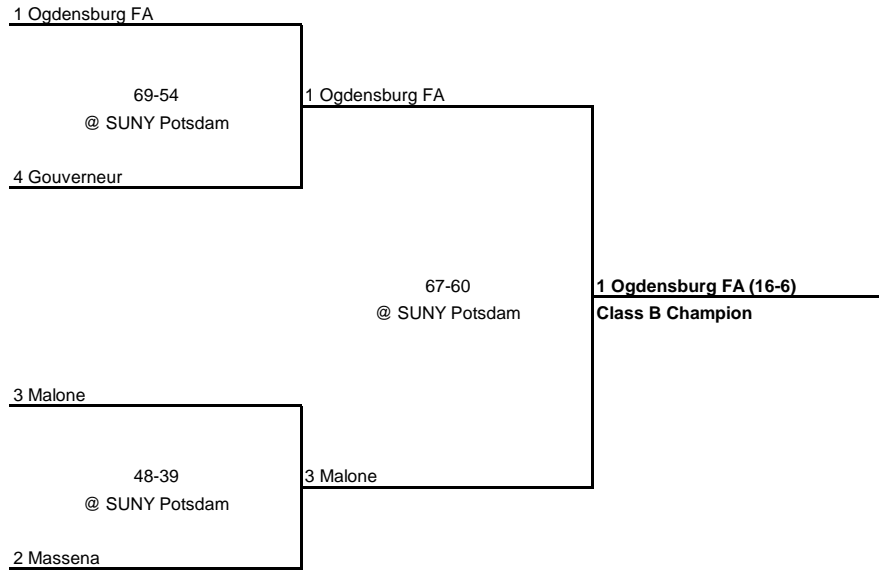 1 Ogdensburg FA
69-54
@ SUNY Potsdam
1 Ogdensburg FA
4 Gouverneur
67-60
@ SUNY Potsdam
1 Ogdensburg FA (16-6)
Class B Champion
3 Malone
48-39
@ SUNY Potsdam
3 Malone
2 Massena